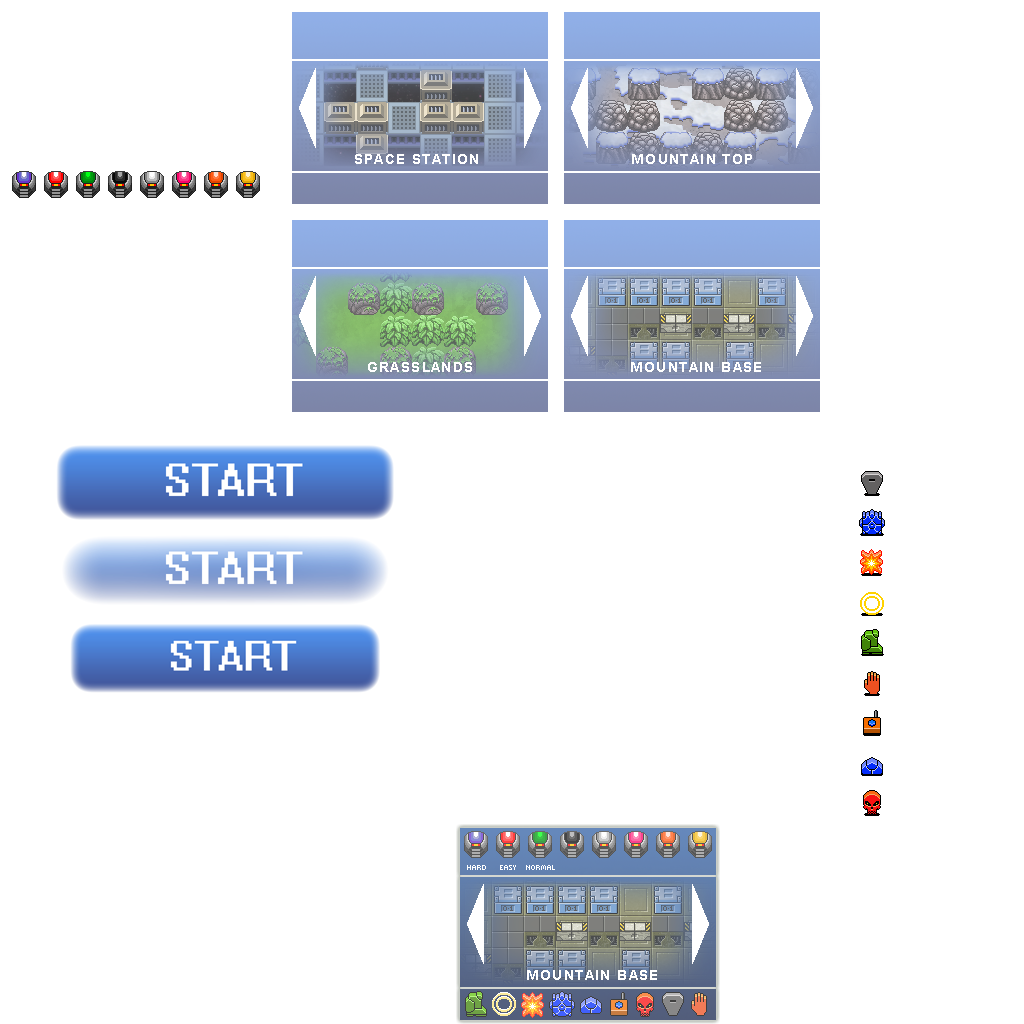 SPACE STATION
MOUNTAIN TOP
GRASSLANDS
MOUNTAIN BASE
START
START
START
HARD EASY NORMAL
MOUNTAIN BASE